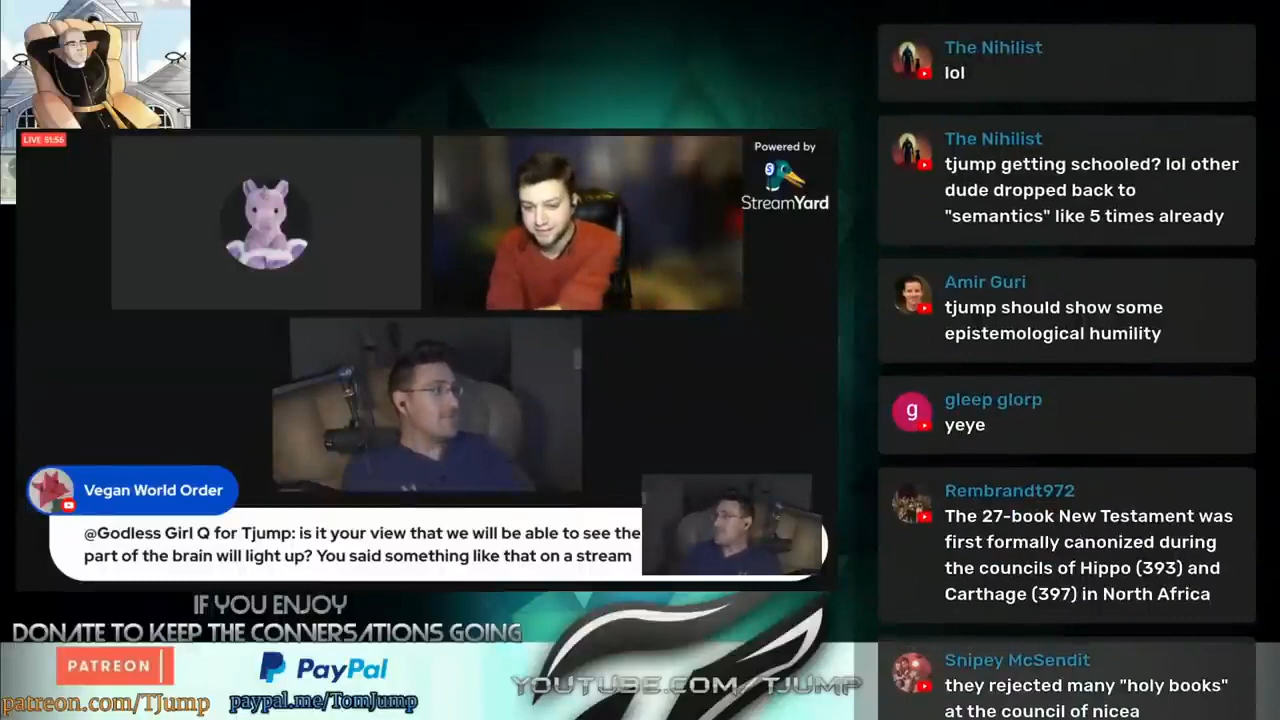 LIVE 51:56
Powered by
StreamYard
Vegan World Order
@Godless Girl Q for Tjump: is it your view that we will be able to see the
part of the brain will light up? You said something like that on a stream
IF YOU ENJOY
DONATE TO KEEP THE CONVERSATIONS GOING
PATREON
PayPal
patreon.com/TJump
paypal.me/TomJump
YOUTUBE.COM/TJUMP
The Nihilist
lol
The Nihilist
tjump getting schooled? lol other
dude dropped back to
"semantics" like 5 times already
Amir Guri
tjump should show some
epistemological humility
g
gleep glorp
yeye
Rembrandt972
The 27-book New Testament was
first formally canonized during
the councils of Hippo (393) and
Carthage (397) in North Africa
Snipey McSendit
they rejected many "holy books"
at the council of nicea